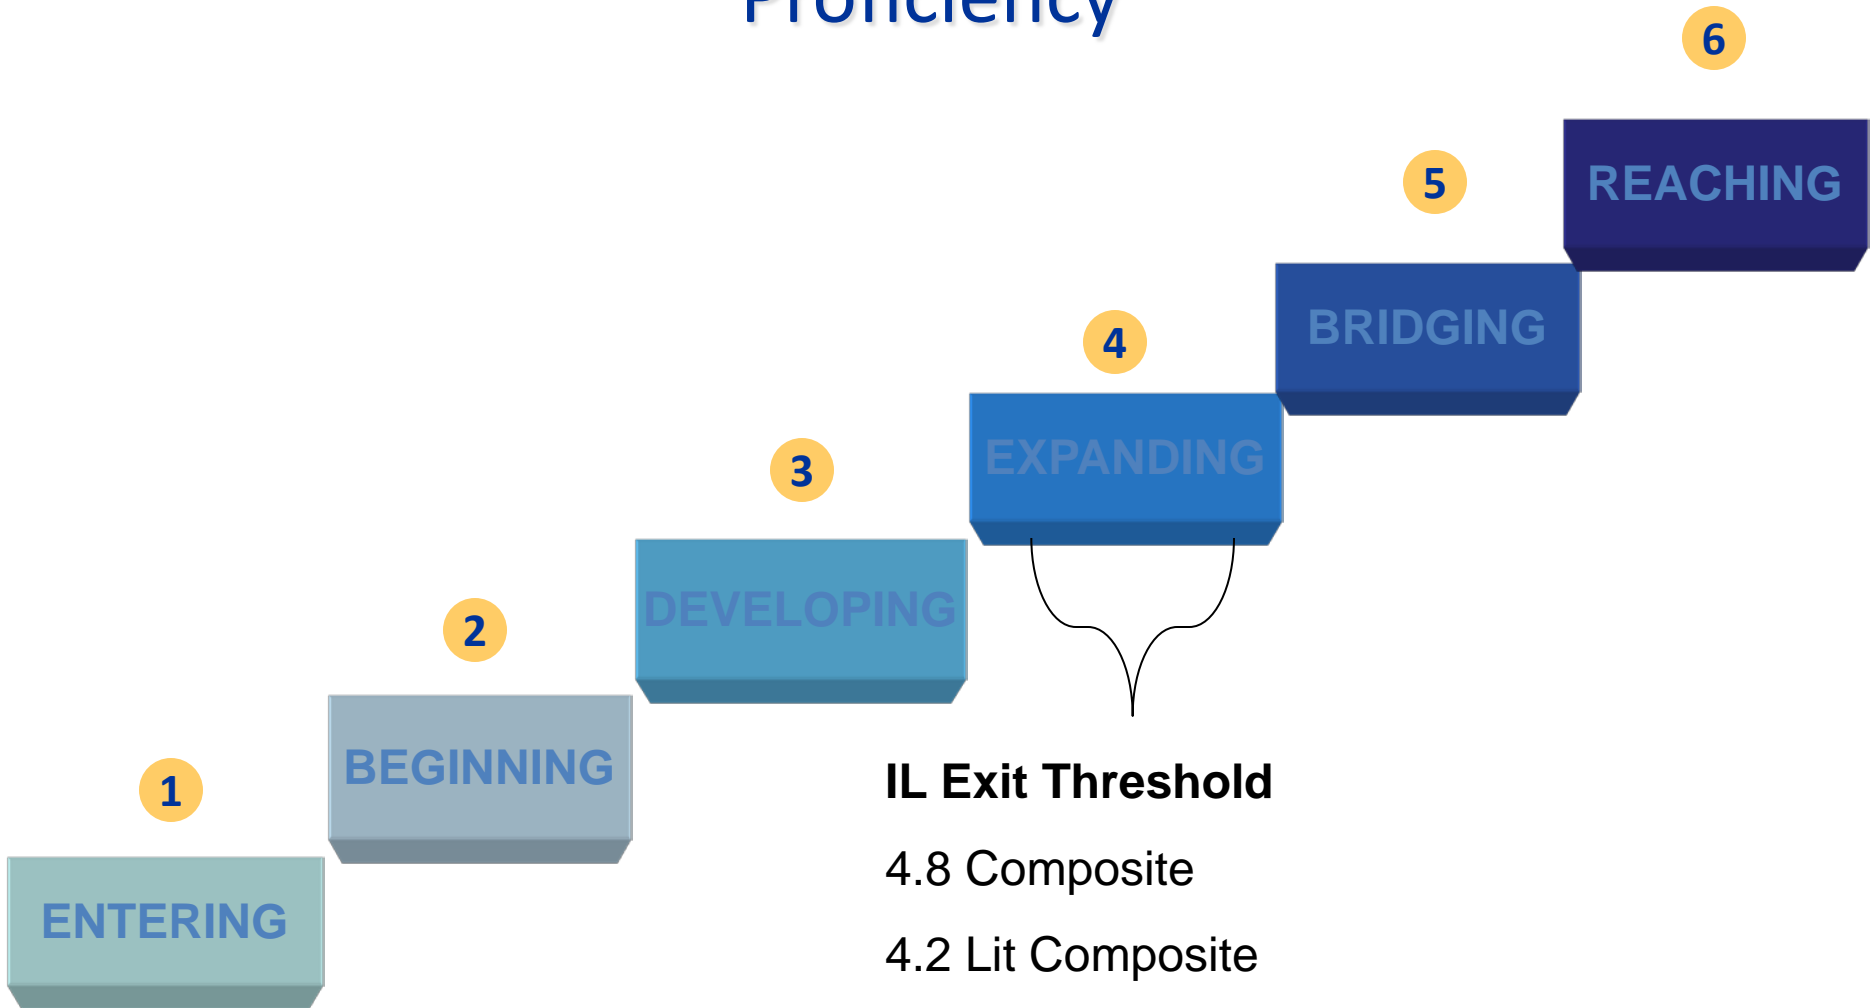 Proficiency
6
REACHING
5
BRIDGING
4
EXPANDING
3
DEVELOPING
2
BEGINNING
1
ENTERING
IL Exit Threshold
4.8 Composite
4.2 Lit Composite